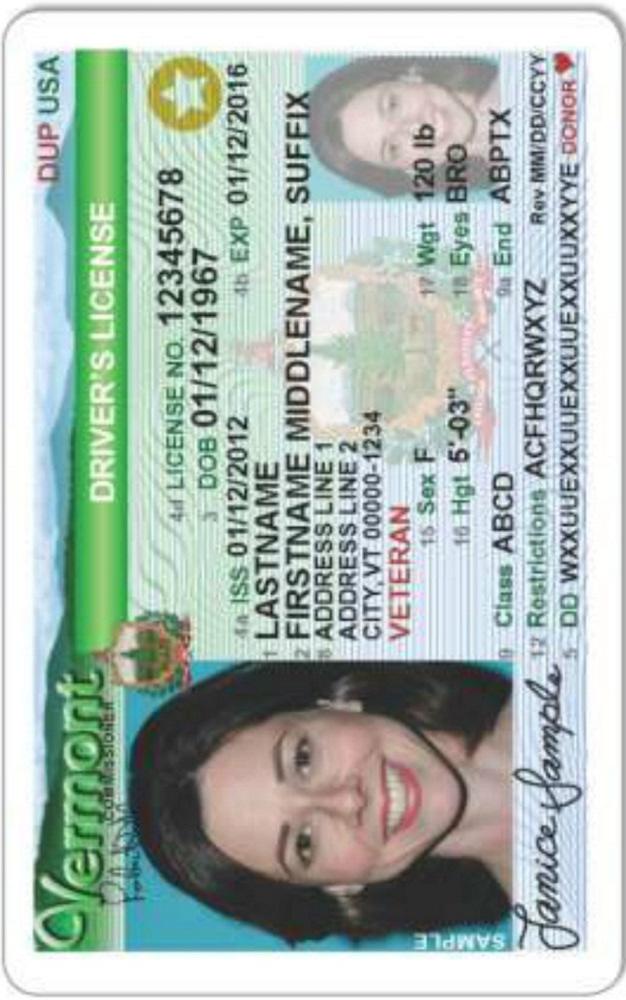 Vermont
DUP USA
DRIVER'S LICENSE
COMMISSIONER
4d LICENSE NO. 12345678
3 DOB 01/12/1967
4a ISS 01/12/2012 4b EXP 01/12/2016
1 LASTNAME
2 FIRSTNAME MIDDLENAME, SUFFIX
8 ADDRESS LINE 1
ADDRESS LINE 2
CITY, VT 00000-1234
VETERAN
15 Sex F 17 Wgt 120 lb
16 Hgt 5'-03" 18 Eyes BRO
9 Class ABCD 9a End ABPTX
12 Restrictions ACFHQRWXYZ Rev MM/DD/CCYY
5 DD WXXUUEXXUUEXXUUEXXUUEXXUUXXYYE DONOR
SAMPLE
Janice Sample